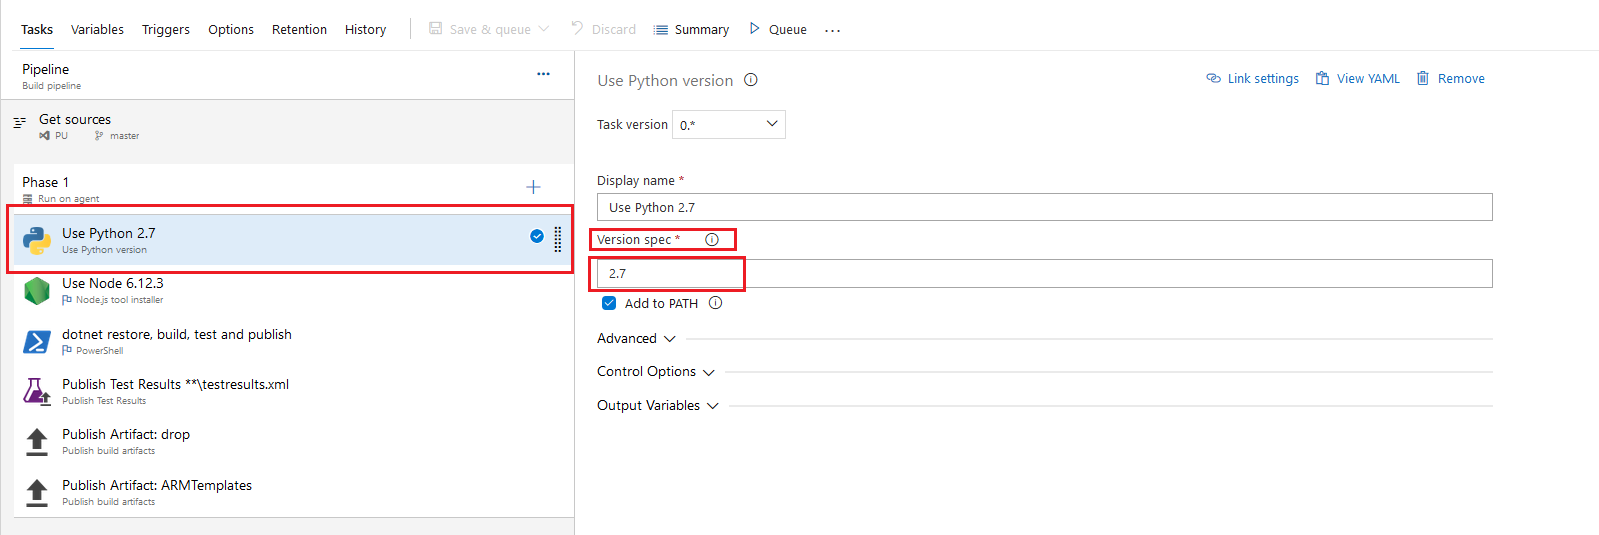 Tasks Variables Triggers Options Retention History Save & queue Discard Summary Queue ...
Pipeline
Build pipeline
Get sources
PU master
Phase 1
Run on agent
Use Python 2.7
Use Python version
Use Node 6.12.3
Node.js tool installer
dotnet restore, build, test and publish
PowerShell
Publish Test Results **\testresults.xml
Publish Test Results
Publish Artifact: drop
Publish build artifacts
Publish Artifact: ARMTemplates
Publish build artifacts
Use Python version
Link settings View YAML Remove
Task version 0.*
Display name *
Use Python 2.7
Version spec *
2.7
Add to PATH
Advanced
Control Options
Output Variables